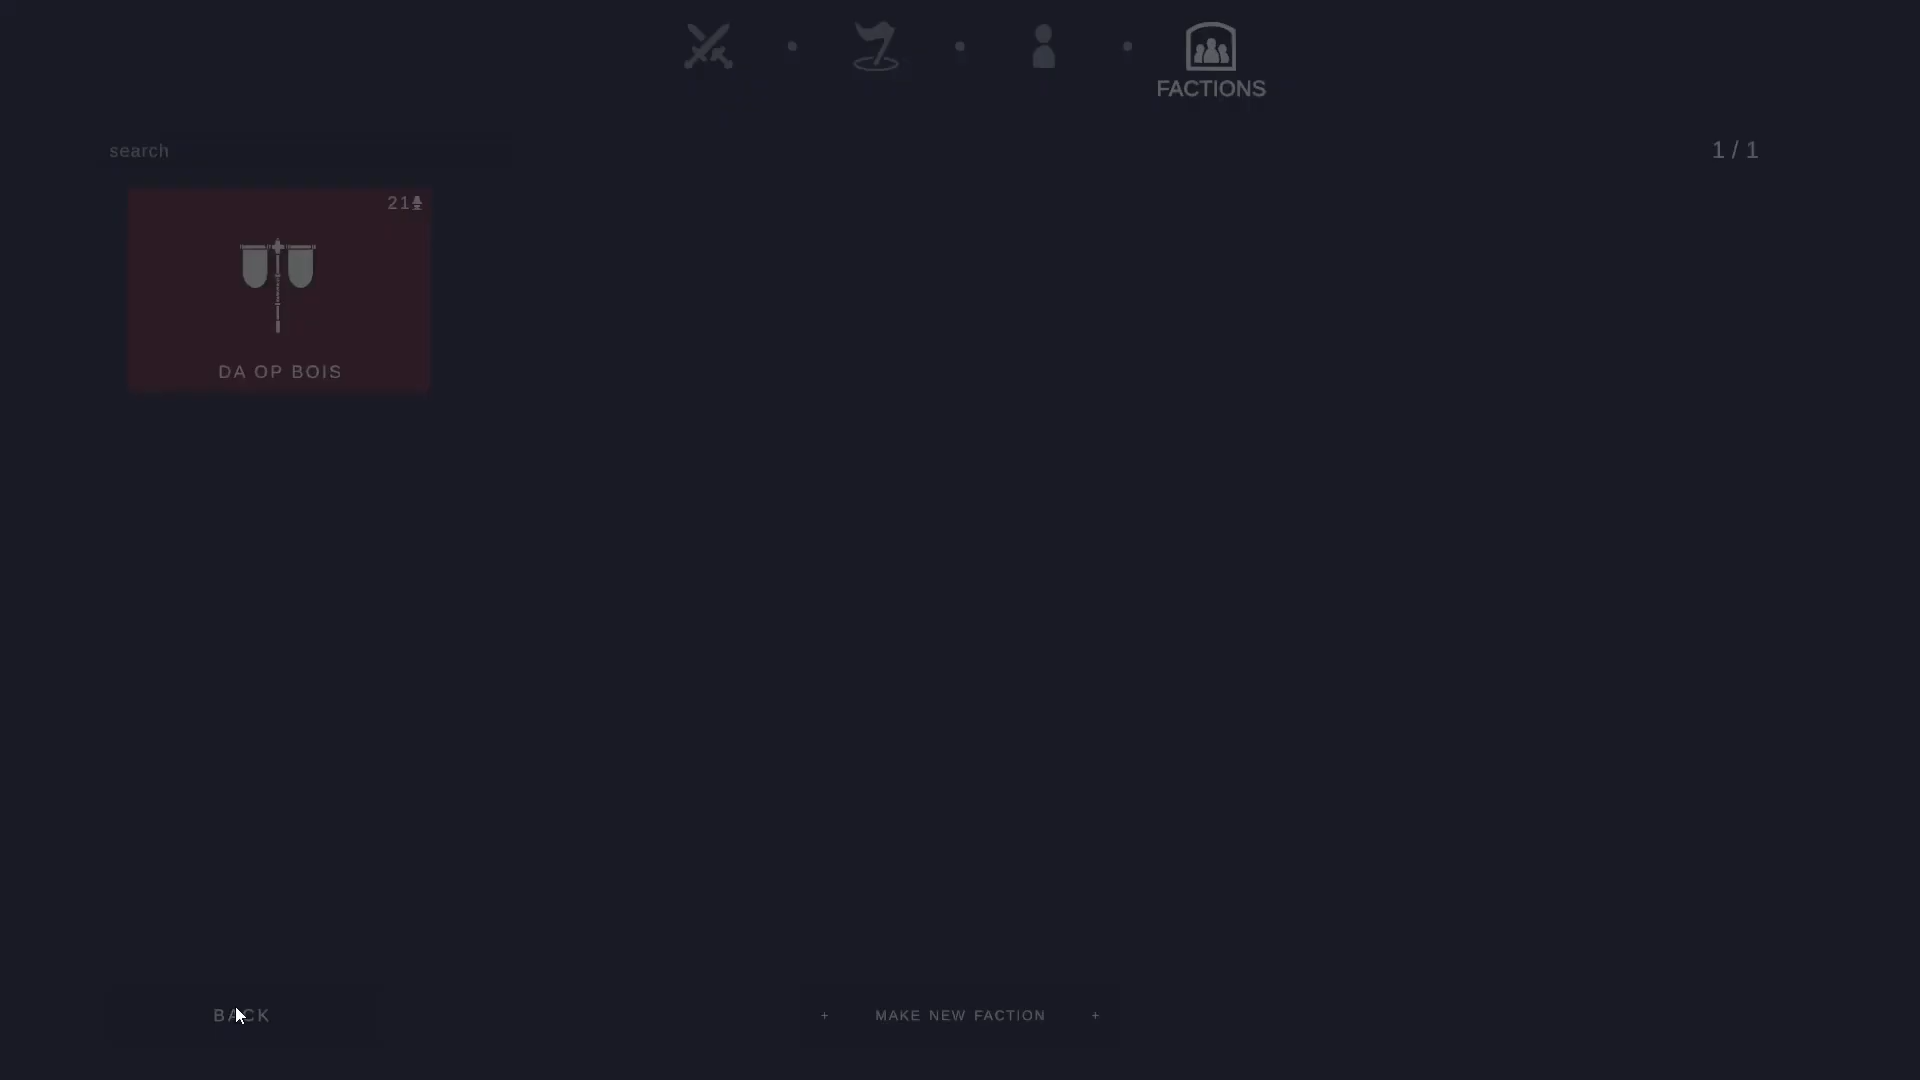 FACTIONS
search
1 / 1
21
DA OP BOIS
BACK
+ MAKE NEW FACTION +